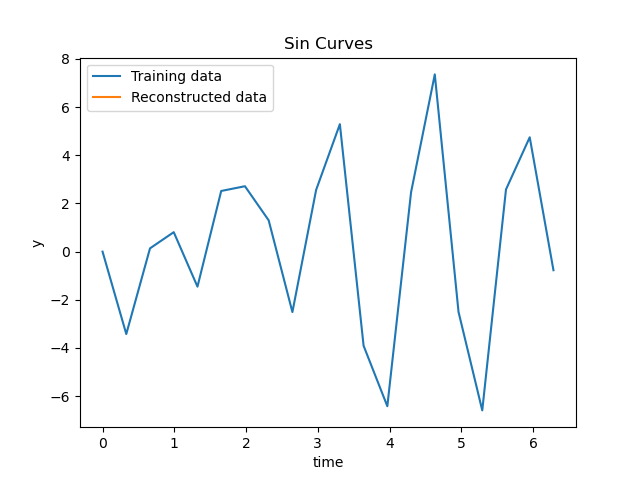 Sin Curves
Training data
Reconstructed data
8
6
4
2
0
−2
−4
−6
y
0 1 2 3 4 5 6
time